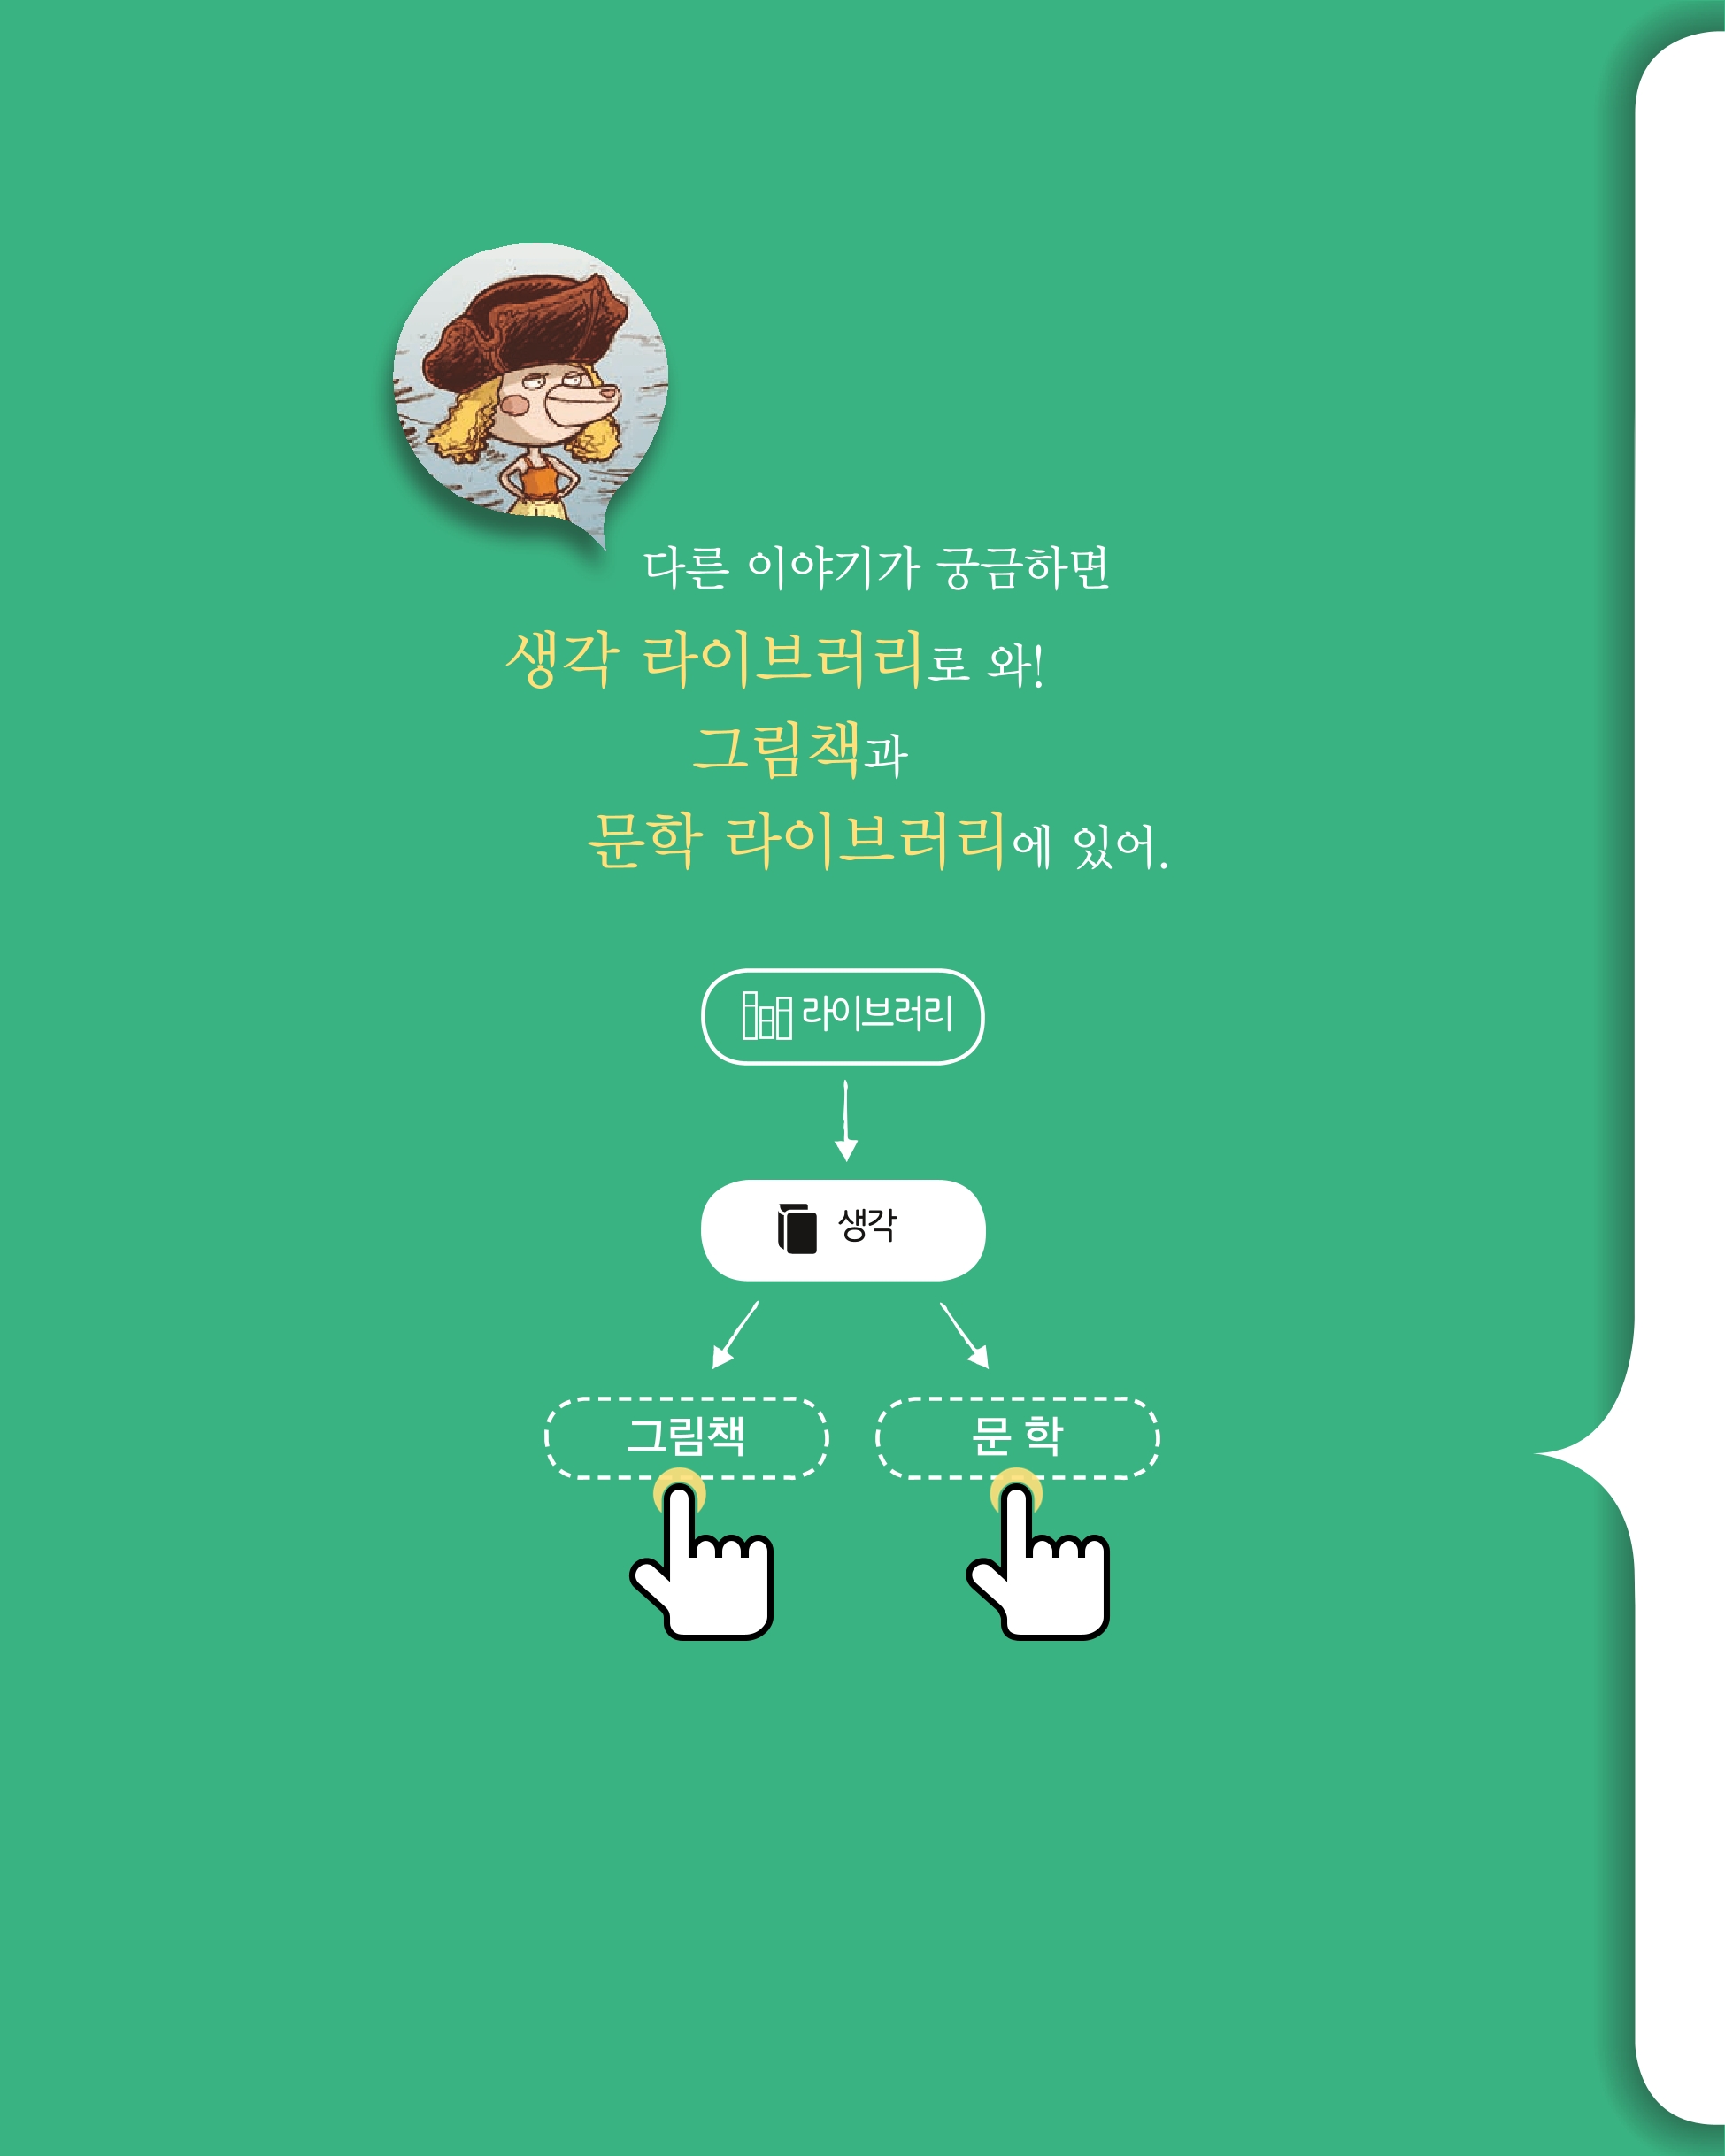 다른 이야기가 궁금하면
생각 라이브러리로 와!
그림책과
문학 라이브러리에 있어.
라이브러리
생각
그림책
문 학